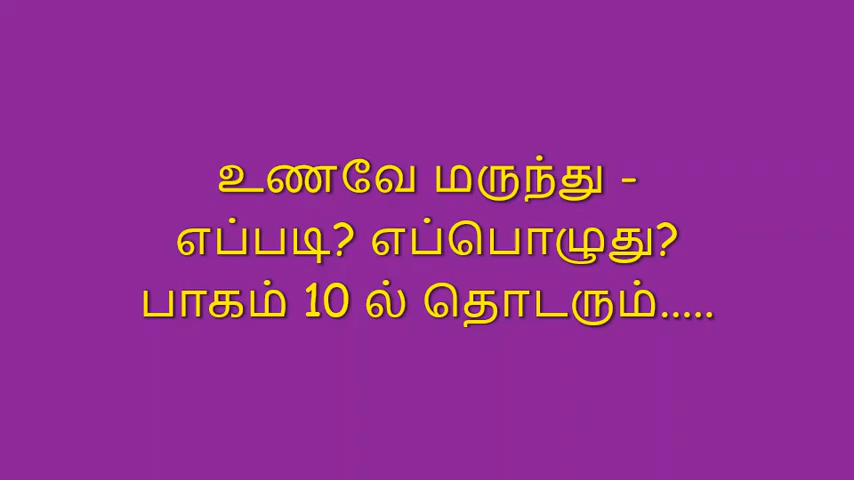 உணவே மருந்து -
எப்படி? எப்பொழுது?
பாகம் 10 ல் தொடரும்.....